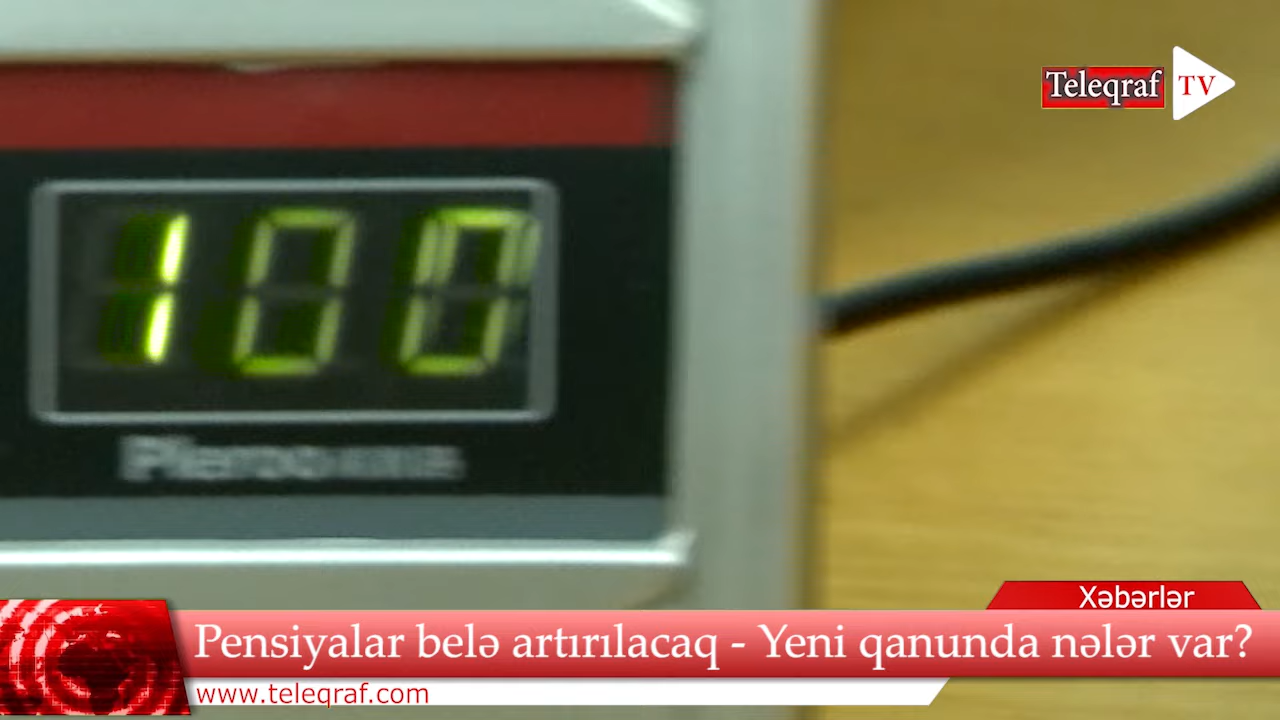 Teleqraf TV
100
Xəbərlər
Pensiyalar belə artırılacaq - Yeni qanunda nələr var?
www.teleqraf.com